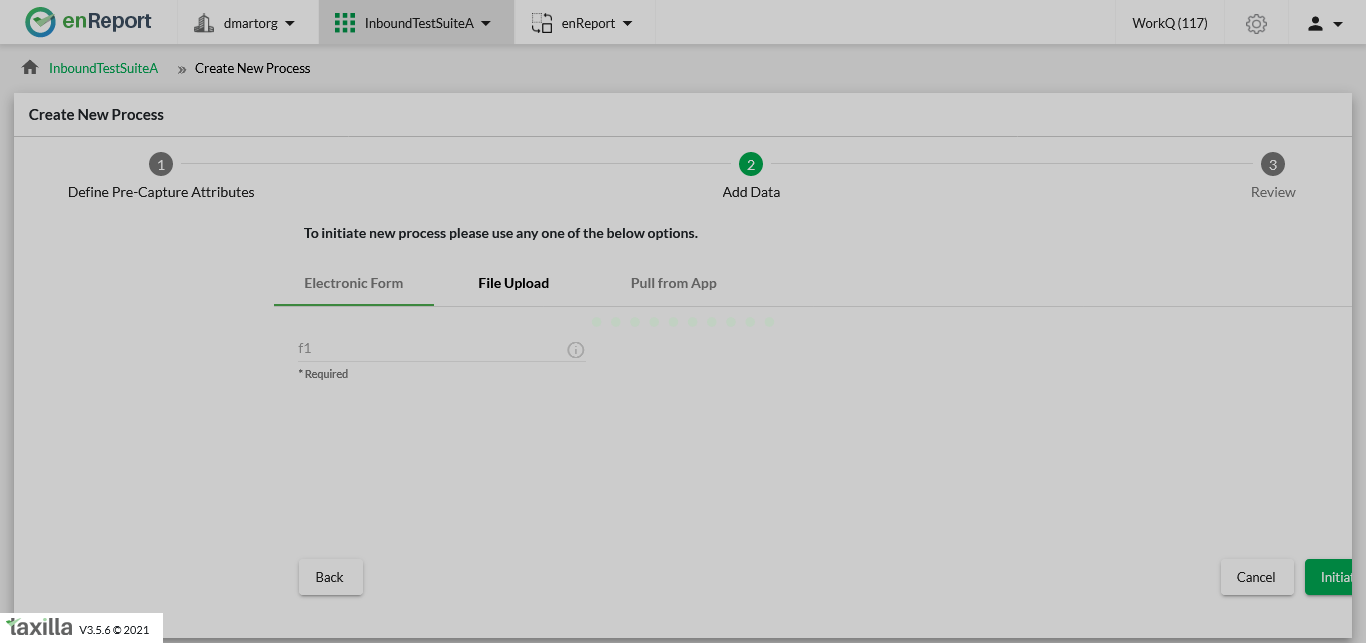 enReport dmartorg InboundTestSuiteA enReport WorkQ (117)
InboundTestSuiteA » Create New Process
Create New Process
1 2 3
Define Pre-Capture Attributes Add Data Review
To initiate new process please use any one of the below options.
Electronic Form File Upload Pull from App
f1
* Required
Back Cancel Initiat
taxilla V3.5.6 © 2021